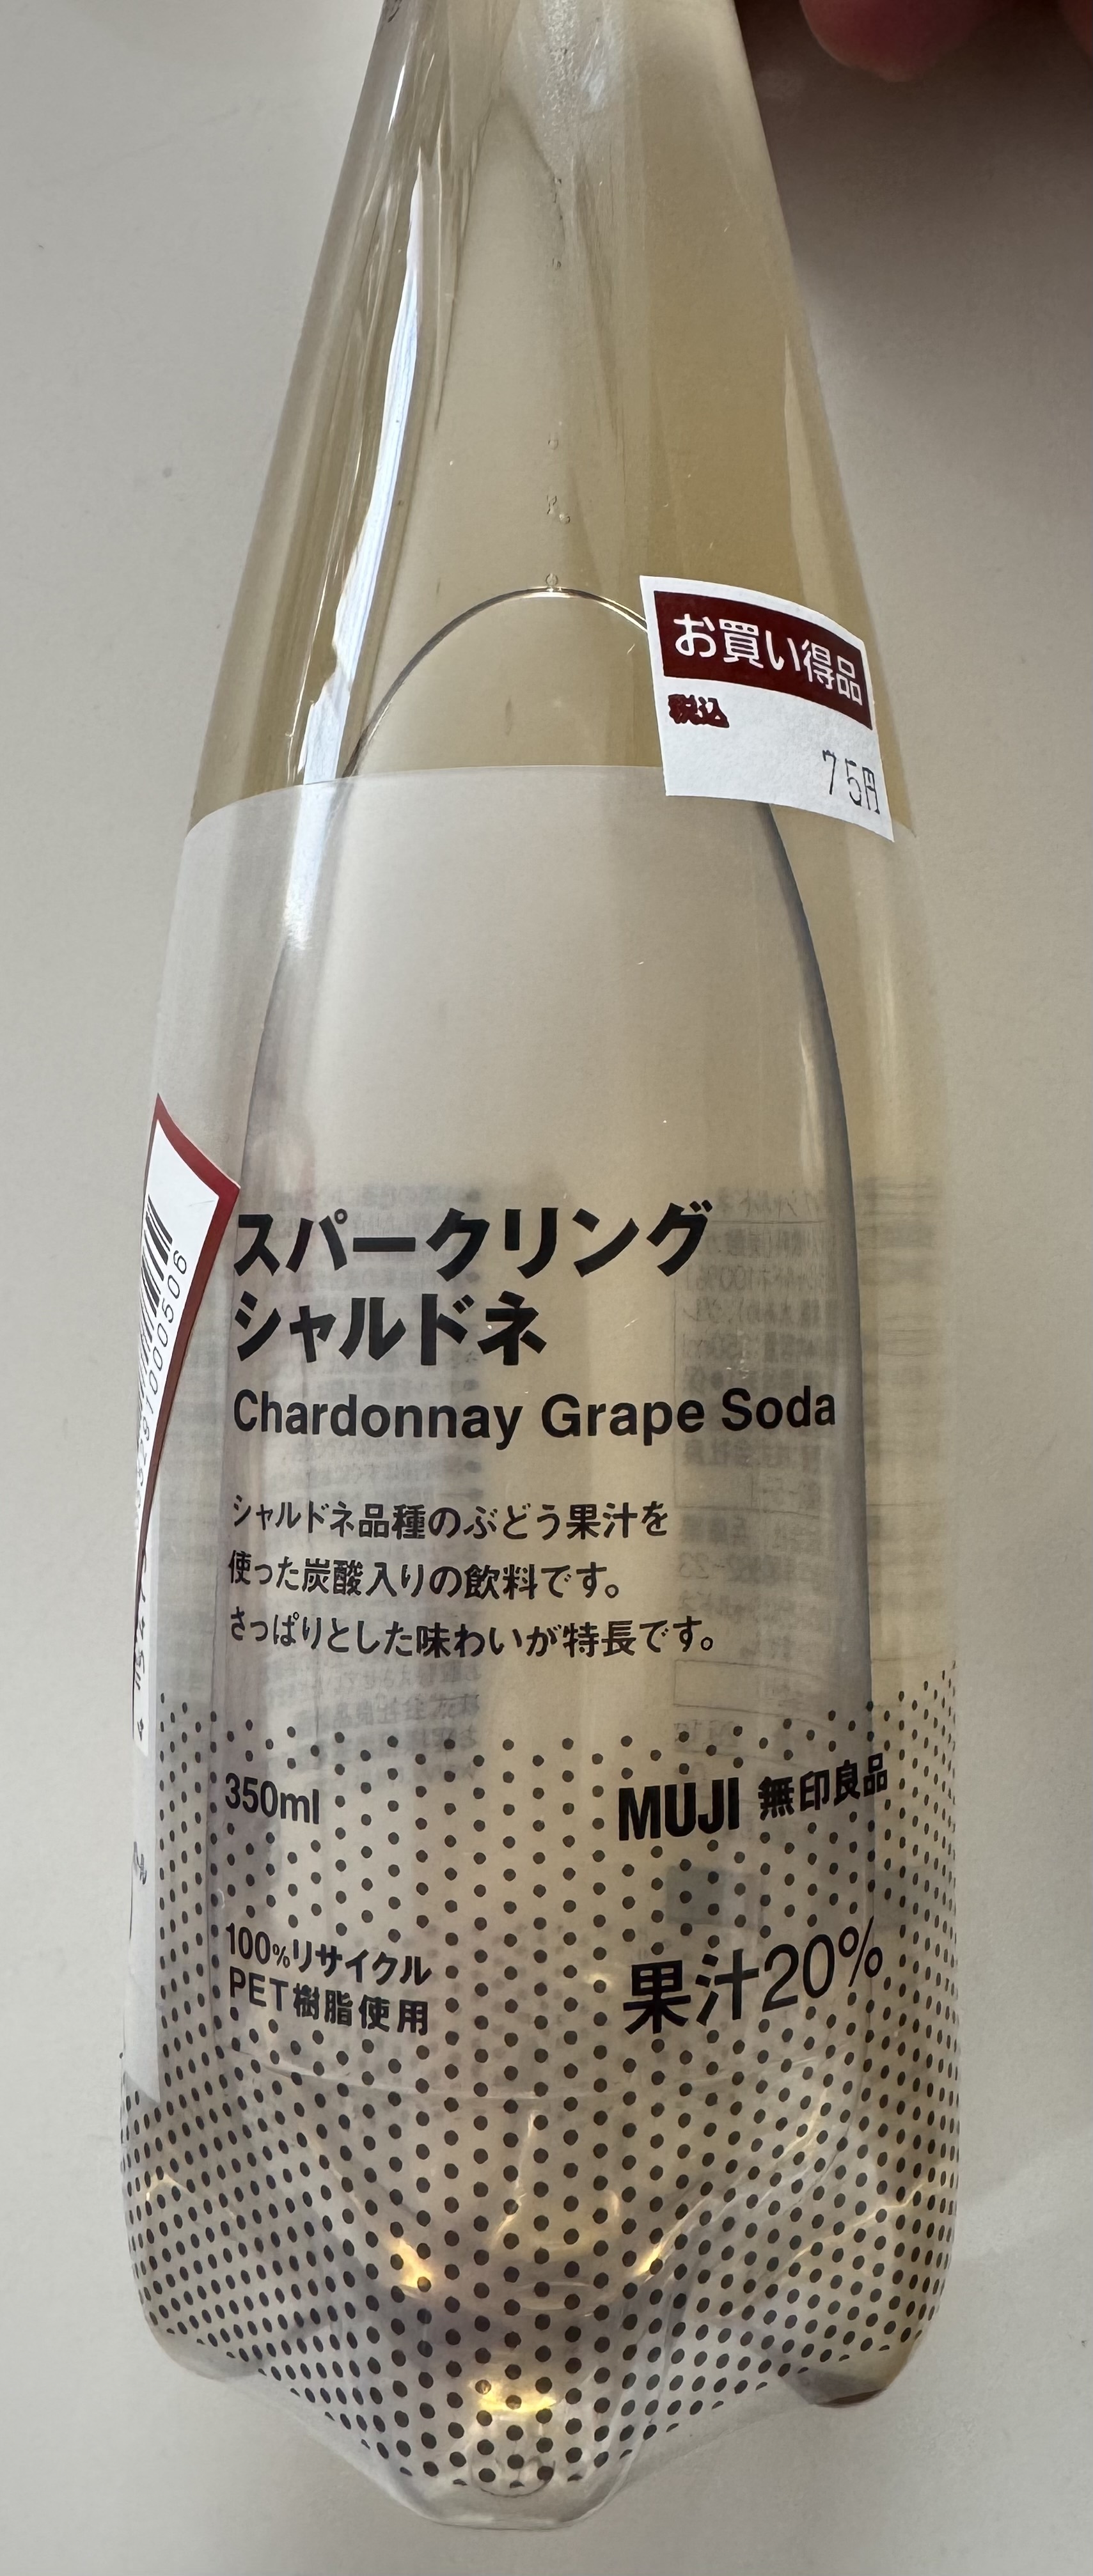 お買い得品
税込
75円
スパークリング
シャルドネ
Chardonnay Grape Soda
シャルドネ品種のぶどう果汁を
使った炭酸入りの飲料です。
さっぱりとした味わいが特長です。
350ml
MUJI 無印良品
100%リサイクル
PET樹脂使用
果汁20%